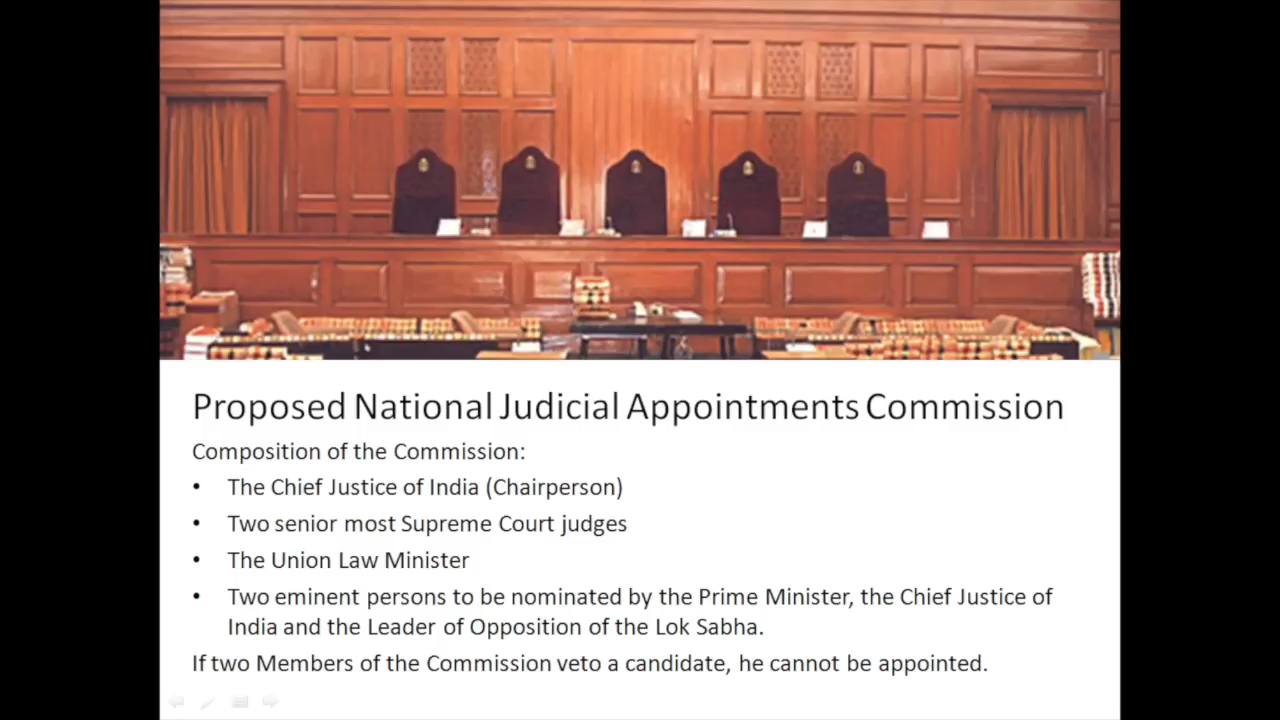 Proposed National Judicial Appointments Commission
Composition of the Commission:
• The Chief Justice of India (Chairperson)
• Two senior most Supreme Court judges
• The Union Law Minister
• Two eminent persons to be nominated by the Prime Minister, the Chief Justice of
India and the Leader of Opposition of the Lok Sabha.
If two Members of the Commission veto a candidate, he cannot be appointed.